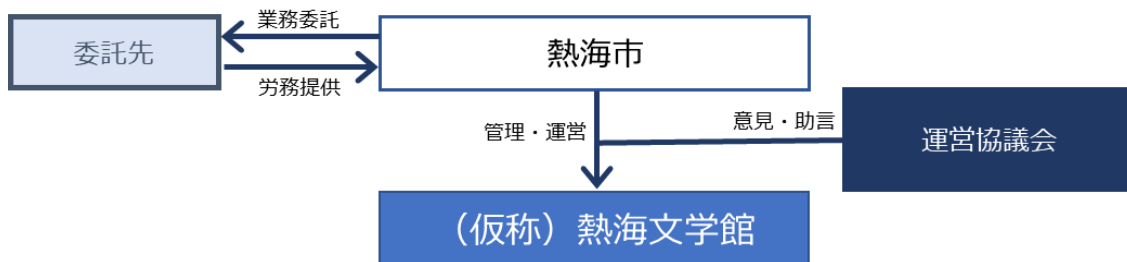 業務委託
委託先
熱海市
労務提供
管理・運営
意見・助言
運営協議会
（仮称）熱海文学館